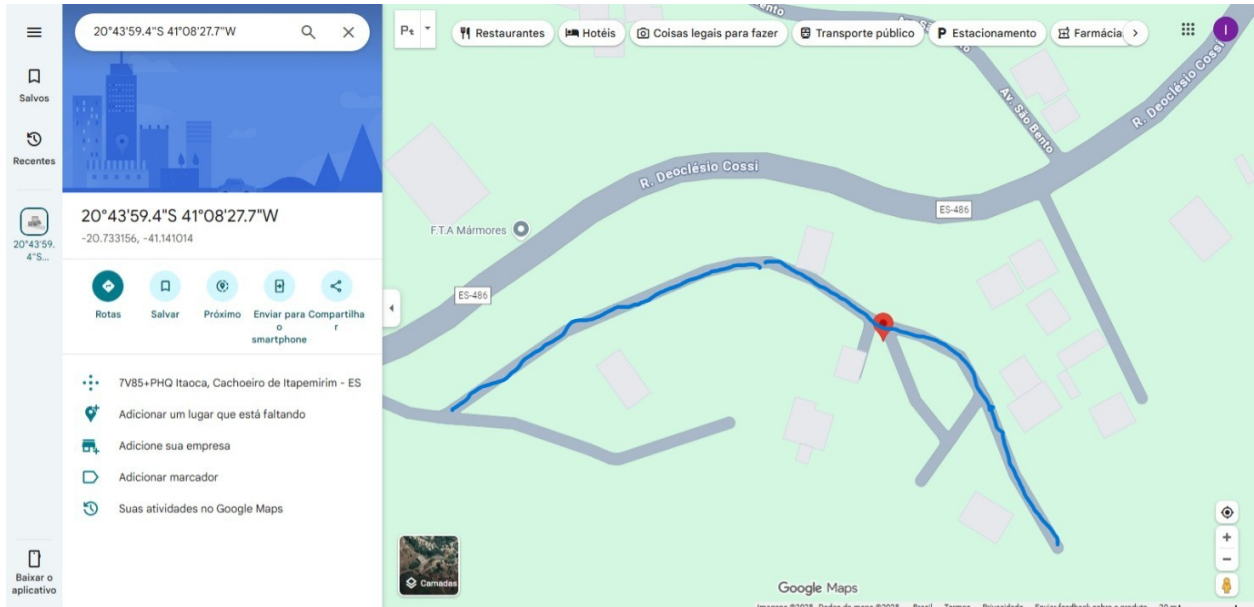 20°43'59.4"S 41°08'27.7"W
Salvos
Recentes
20°43'59.
4"S...
Baixar o
aplicativo
20°43'59.4"S 41°08'27.7"W
-20.733156, -41.141014
Rotas
Salvar
Próximo
Enviar para
o
smartphone
Compartilha
r
7V85+PHQ Itaoca, Cachoeiro de Itapemirim - ES
Adicionar um lugar que está faltando
Adicione sua empresa
Adicionar marcador
Suas atividades no Google Maps
Restaurantes
Hotéis
Coisas legais para fazer
Transporte público
P Estacionamento
Farmácia
I
Av. São Bento
R. Deoclésio Cossi
R. Deoclésio Cossi
ES-486
F.T.A Mármores
ES-486
Camadas
Google Maps